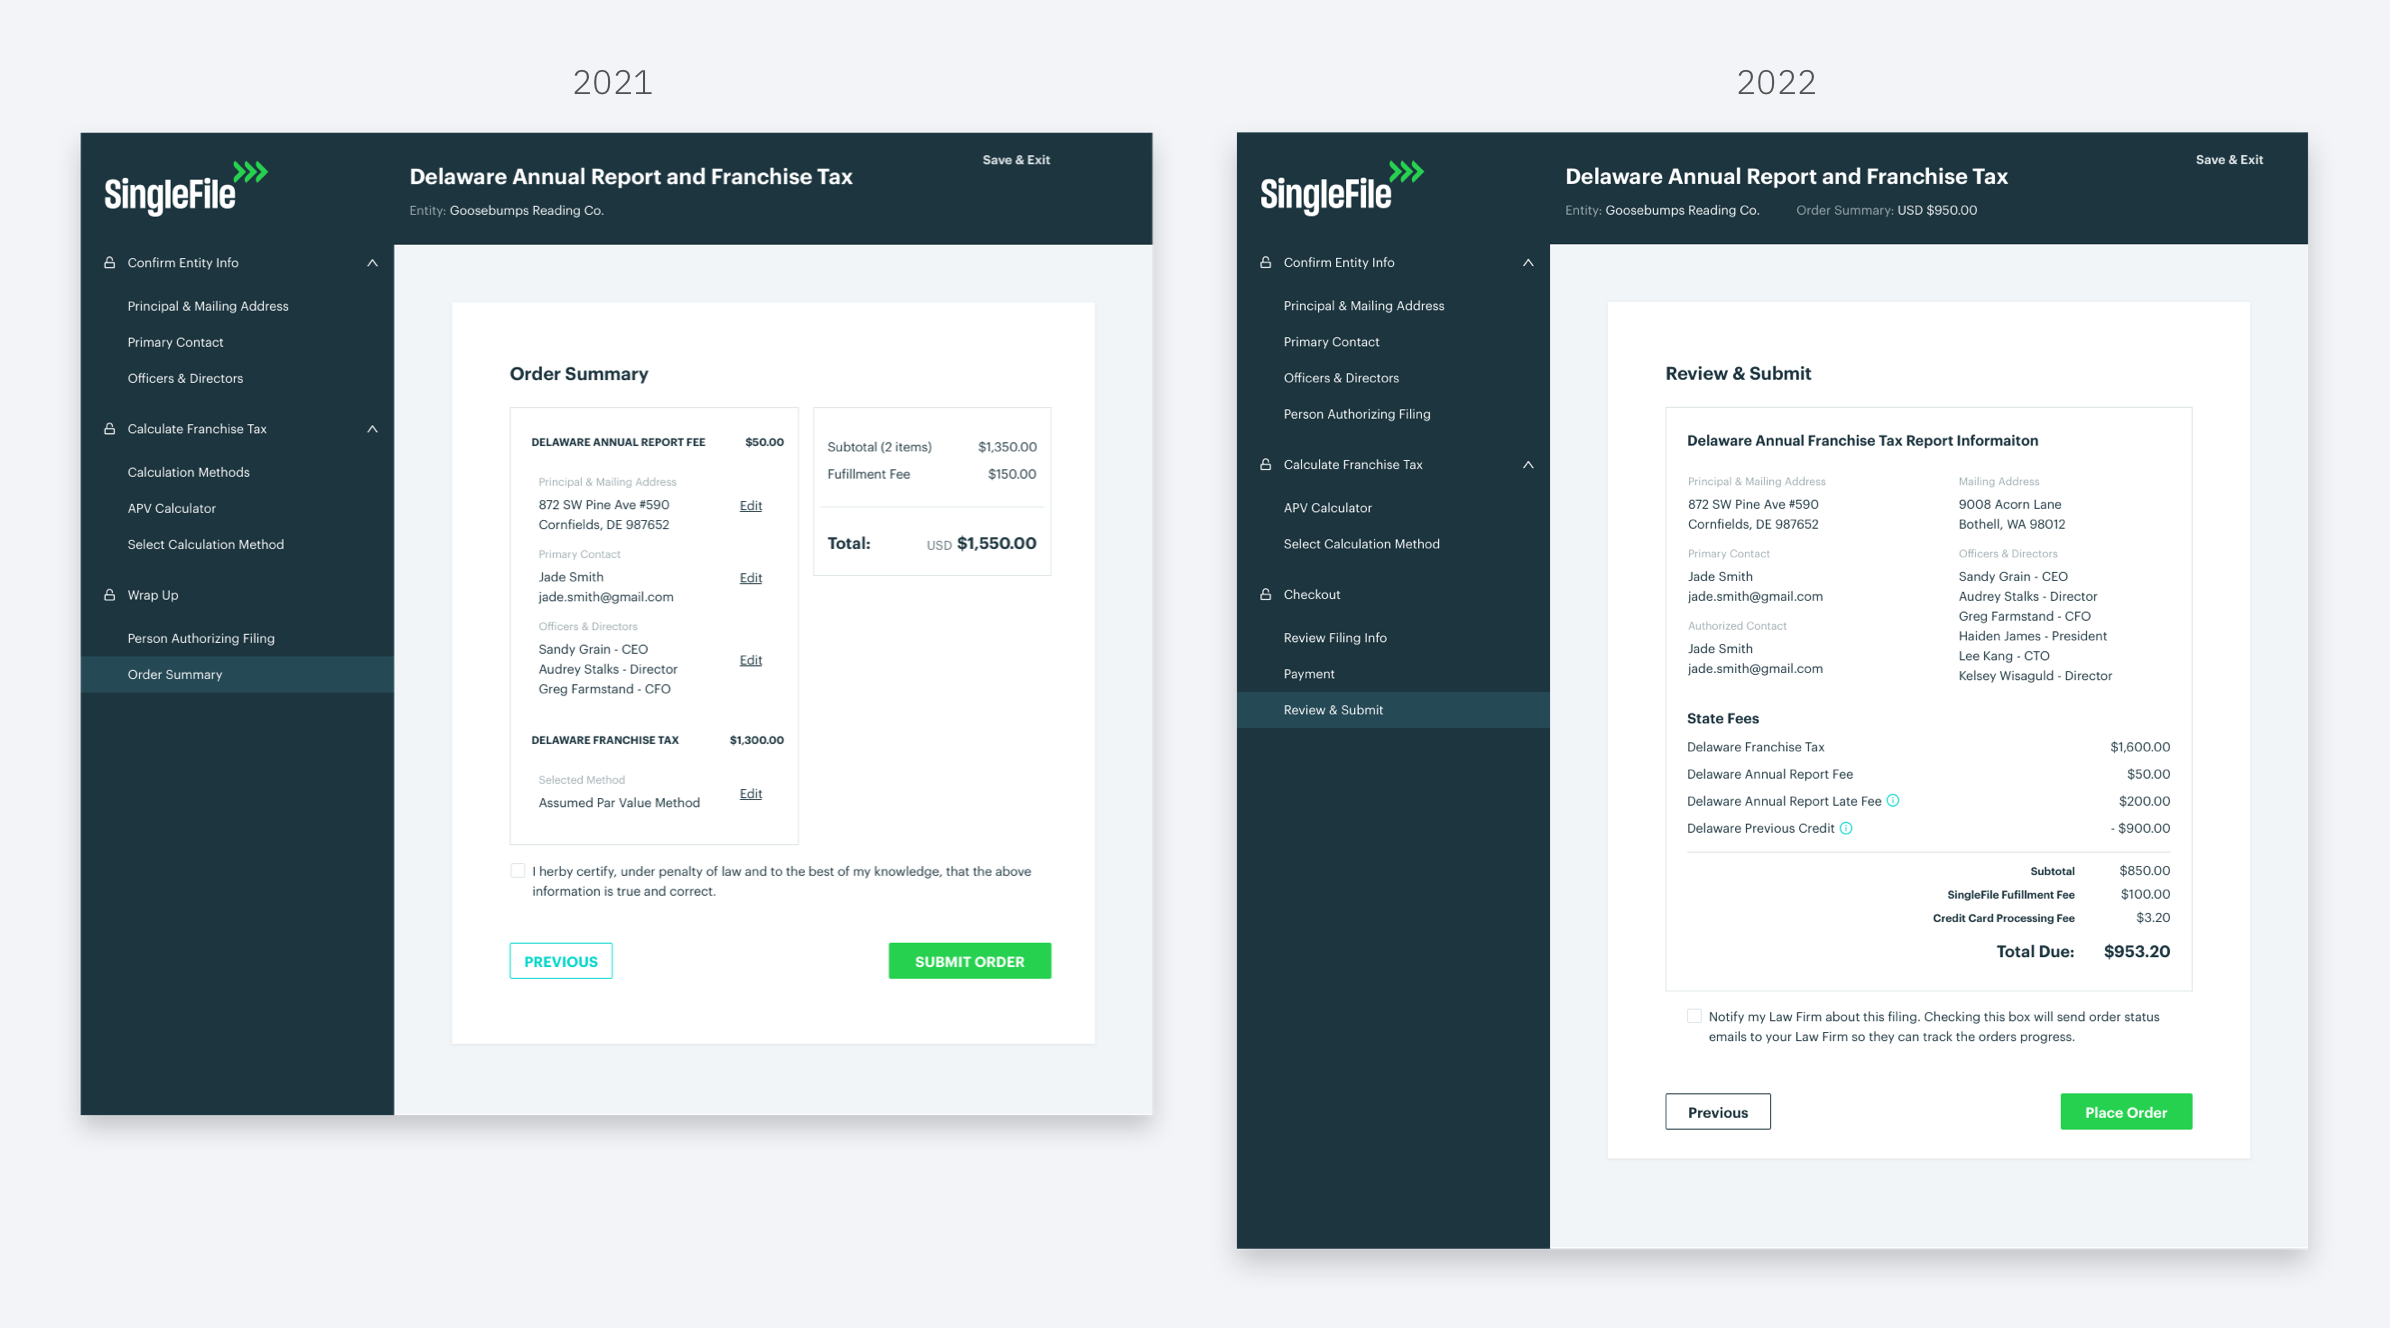 2021
SingleFile
Delaware Annual Report and Franchise Tax
Save & Exit
Entity: Goosebumps Reading Co.
Confirm Entity Info
Principal & Mailing Address
Primary Contact
Officers & Directors
Calculate Franchise Tax
Calculation Methods
APV Calculator
Select Calculation Method
Wrap Up
Person Authorizing Filing
Order Summary
Order Summary
DELAWARE ANNUAL REPORT FEE $50.00
Principal & Mailing Address
872 SW Pine Ave #590
Cornfields, DE 987652
Edit
Primary Contact
Jade Smith
jade.smith@gmail.com
Edit
Officers & Directors
Sandy Grain - CEO
Audrey Stalks - Director
Greg Farmstand - CFO
Edit
DELAWARE FRANCHISE TAX $1,300.00
Selected Method
Assumed Par Value Method
Edit
Subtotal (2 items) $1,350.00
Fufillment Fee $150.00
Total: USD $1,550.00
I herby certify, under penalty of law and to the best of my knowledge, that the above
information is true and correct.
PREVIOUS
SUBMIT ORDER
2022
SingleFile
Delaware Annual Report and Franchise Tax
Save & Exit
Entity: Goosebumps Reading Co. Order Summary: USD $950.00
Confirm Entity Info
Principal & Mailing Address
Primary Contact
Officers & Directors
Person Authorizing Filing
Calculate Franchise Tax
APV Calculator
Select Calculation Method
Checkout
Review Filing Info
Payment
Review & Submit
Review & Submit
Delaware Annual Franchise Tax Report Informaiton
Principal & Mailing Address
872 SW Pine Ave #590
Cornfields, DE 987652
Primary Contact
Jade Smith
jade.smith@gmail.com
Authorized Contact
Jade Smith
jade.smith@gmail.com
Mailing Address
9008 Acorn Lane
Bothell, WA 98012
Officers & Directors
Sandy Grain - CEO
Audrey Stalks - Director
Greg Farmstand - CFO
Haiden James - President
Lee Kang - CTO
Kelsey Wisaguld - Director
State Fees
Delaware Franchise Tax $1,600.00
Delaware Annual Report Fee $50.00
Delaware Annual Report Late Fee $200.00
Delaware Previous Credit - $900.00
Subtotal $850.00
SingleFile Fufillment Fee $100.00
Credit Card Processing Fee $3.20
Total Due: $953.20
Notify my Law Firm about this filing. Checking this box will send order status
emails to your Law Firm so they can track the orders progress.
Previous
Place Order